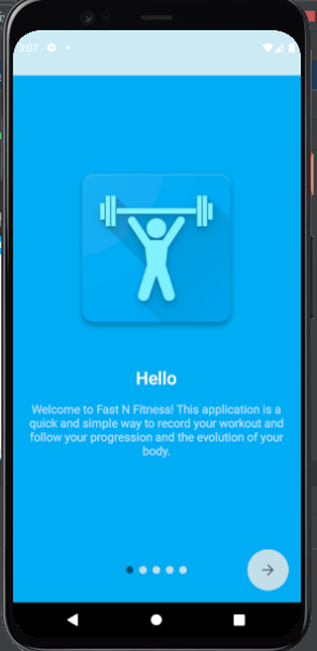 3:07
Hello
Welcome to Fast N Fitness! This application is a
quick and simple way to record your workout and
follow your progression and the evolution of your
body.